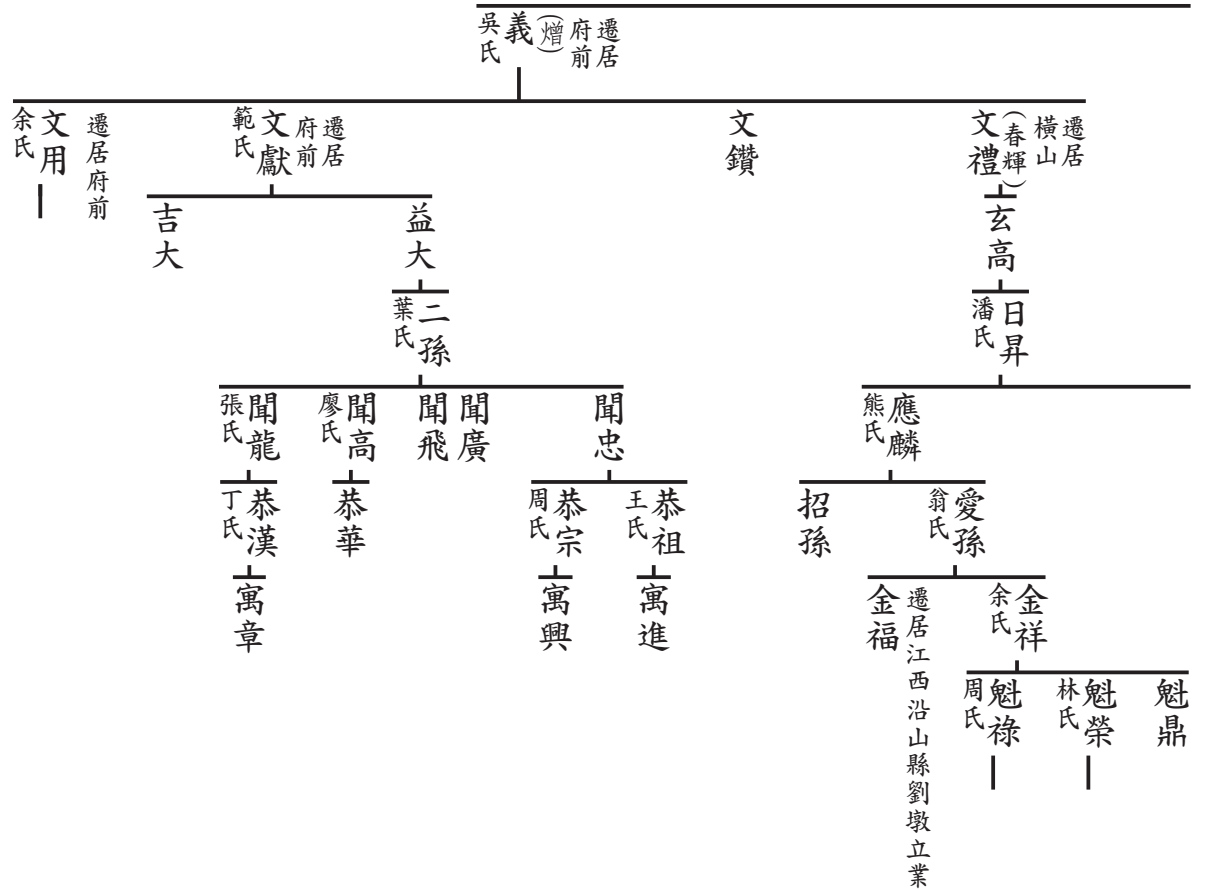 遷居府前
義(熷)
吳氏
遷居橫山
文禮(春輝)
文鑽
遷居府前
文獻
範氏
遷居府前
文用
余氏
玄高
益大
吉大
日昇
潘氏
二孫
葉氏
應麟
熊氏
聞忠
聞廣
聞飛
聞高
廖氏
聞龍
張氏
愛孫
翁氏
招孫
恭祖
王氏
恭宗
周氏
恭華
恭漢
丁氏
金祥
余氏
遷居江西沿山縣劉墩立業
金福
寓進
寓興
寓章
魁鼎
魁榮
林氏
魁祿
周氏